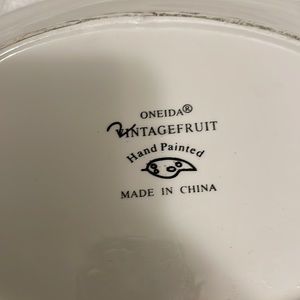 ONEIDA®
VINTAGEFRUIT
Hand Painted
MADE IN CHINA